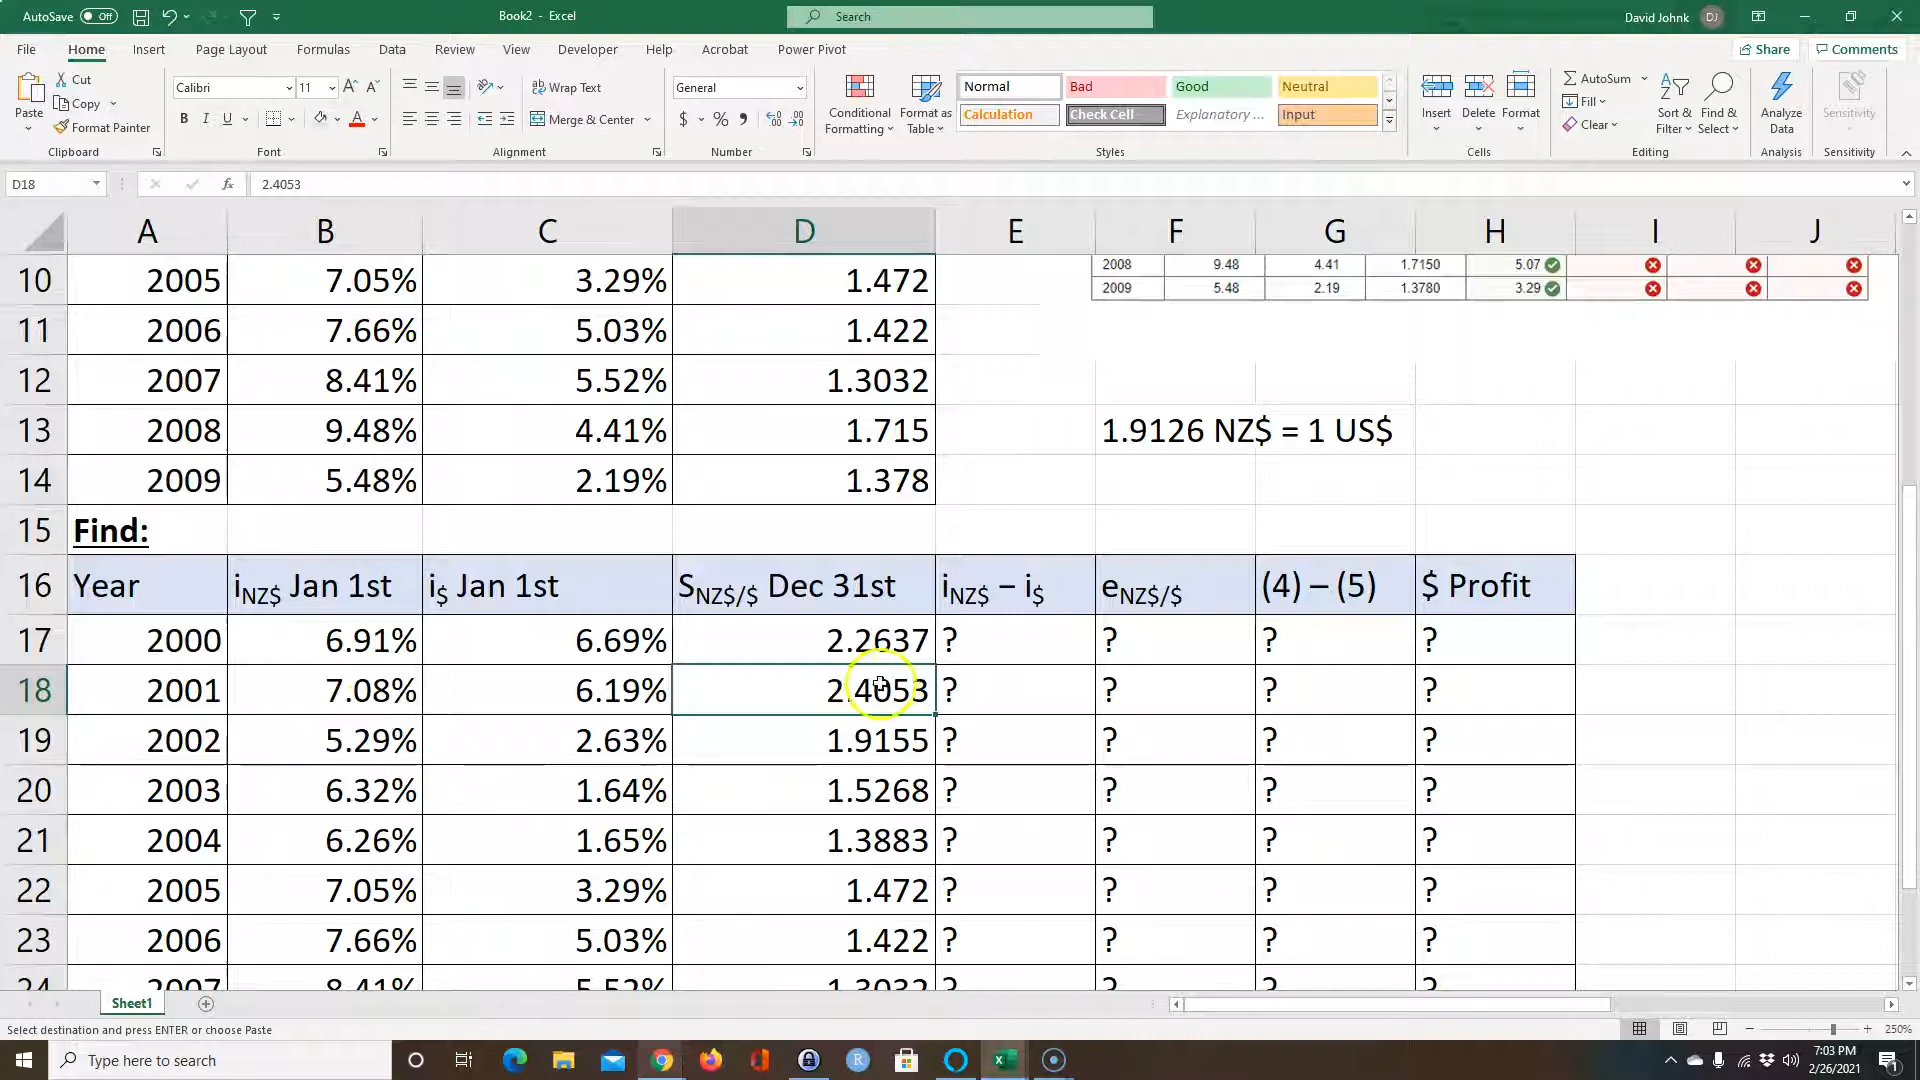 AutoSave Off Book2 - Excel Search David Johnk DJ
File Home Insert Page Layout Formulas Data Review View Developer Help Acrobat Power Pivot Share Comments
Paste Cut Copy Format Painter Clipboard
Calibri 11 A A B I U A Font
Wrap Text Merge & Center Alignment
General $ % , Number
Conditional Formatting Format as Table
Normal Bad Good Neutral
Calculation Check Cell Explanatory ... Input
Styles
Insert Delete Format Cells
AutoSum Fill Clear Sort & Filter Find & Select Editing
Analyze Data Analysis
Sensitivity Sensitivity
D18 fx 2.4053
A B C D E F G H I J
10 2005 7.05% 3.29% 1.472
2008 9.48 4.41 1.7150 5.07
2009 5.48 2.19 1.3780 3.29
11 2006 7.66% 5.03% 1.422
12 2007 8.41% 5.52% 1.3032
13 2008 9.48% 4.41% 1.715 1.9126 NZ$ = 1 US$
14 2009 5.48% 2.19% 1.378
15 Find:
16 Year iNZ$ Jan 1st i$ Jan 1st SNZ$/$ Dec 31st iNZ$ – i$ eNZ$/$ (4) – (5) $ Profit
17 2000 6.91% 6.69% 2.2637 ? ? ? ?
18 2001 7.08% 6.19% 2.4053 ? ? ? ?
19 2002 5.29% 2.63% 1.9155 ? ? ? ?
20 2003 6.32% 1.64% 1.5268 ? ? ? ?
21 2004 6.26% 1.65% 1.3883 ? ? ? ?
22 2005 7.05% 3.29% 1.472 ? ? ? ?
23 2006 7.66% 5.03% 1.422 ? ? ? ?
24 2007 8.41% 5.52% 1.3032 ? ? ? ?
Sheet1
Select destination and press ENTER or choose Paste 250%
Type here to search R 7:03 PM
2/26/2021 1